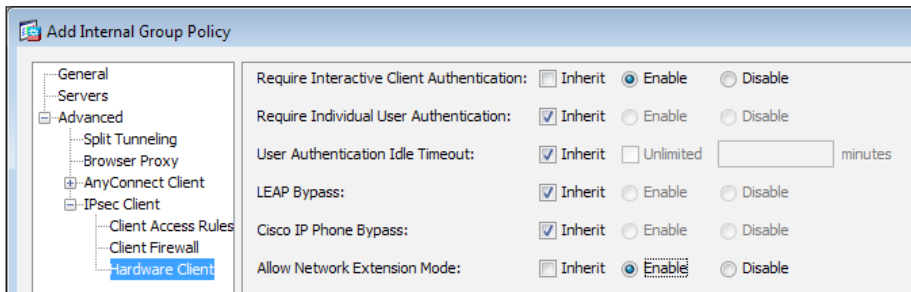 Add Internal Group Policy
General
Servers
Advanced
Split Tunneling
Browser Proxy
AnyConnect Client
IPsec Client
Client Access Rules
Client Firewall
Hardware Client
Require Interactive Client Authentication: Inherit Enable Disable
Require Individual User Authentication: Inherit Enable Disable
User Authentication Idle Timeout: Inherit Unlimited minutes
LEAP Bypass: Inherit Enable Disable
Cisco IP Phone Bypass: Inherit Enable Disable
Allow Network Extension Mode: Inherit Enable Disable